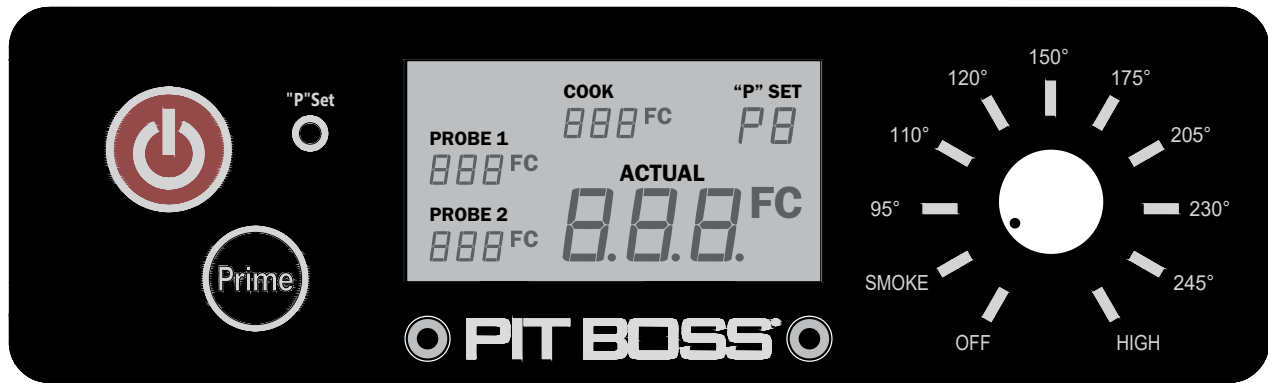 "P"Set
Prime
PROBE 1
888 FC
PROBE 2
888 FC
COOK
888 FC
“P” SET
P8
ACTUAL
8.8.8. FC
PIT BOSS®
OFF
SMOKE
95°
110°
120°
150°
175°
205°
230°
245°
HIGH